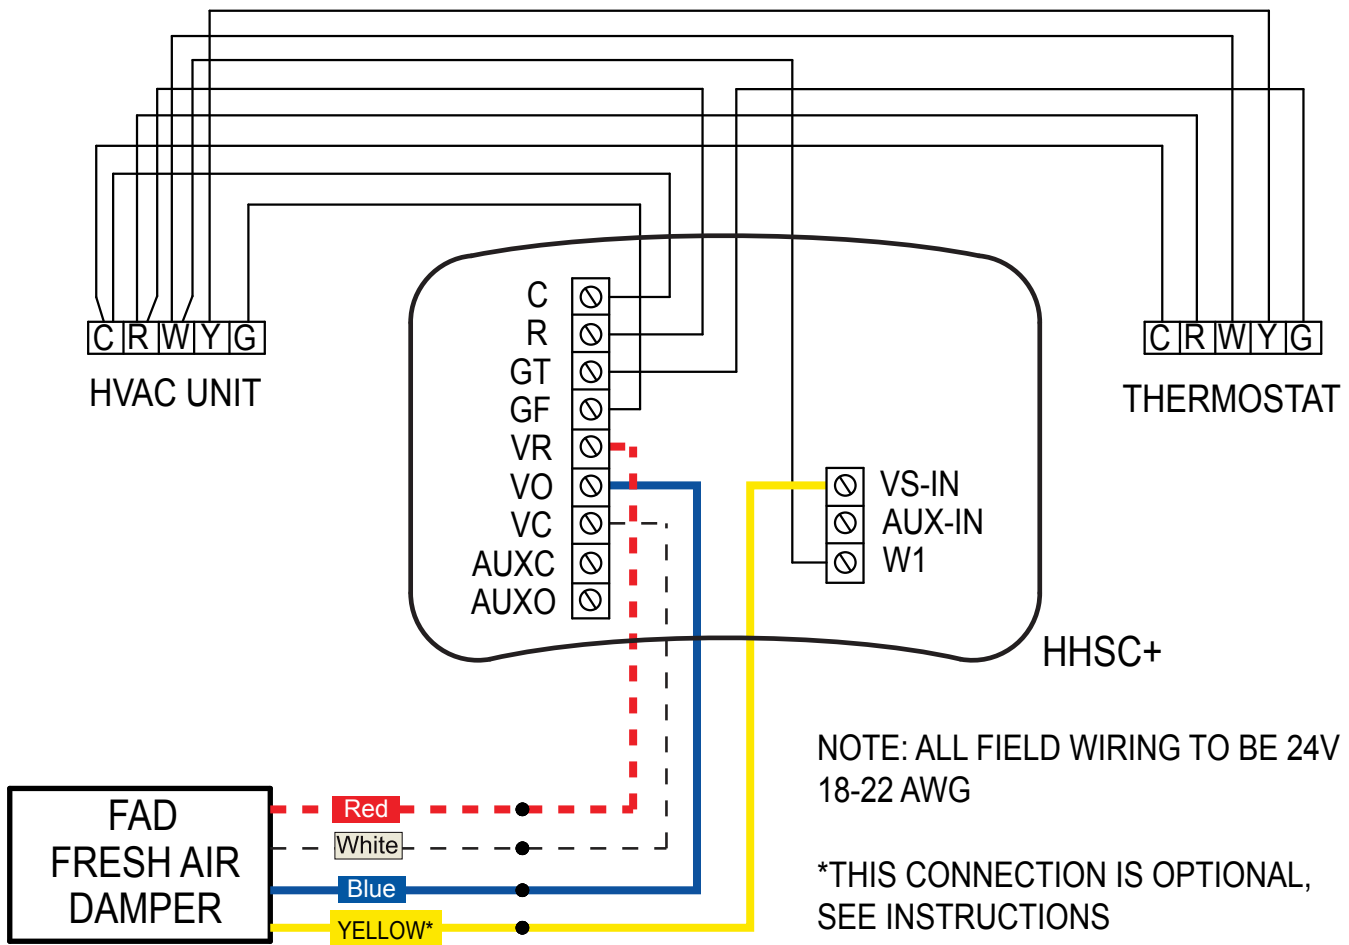 C
R
GT
GF
VR
VO
VC
AUXC
AUXO
VS-IN
AUX-IN
W1
C R W Y G
HVAC UNIT
C R W Y G
THERMOSTAT
HHSC+
NOTE: ALL FIELD WIRING TO BE 24V
18-22 AWG
*THIS CONNECTION IS OPTIONAL,
SEE INSTRUCTIONS
FAD
FRESH AIR
DAMPER
Red
White
Blue
YELLOW*